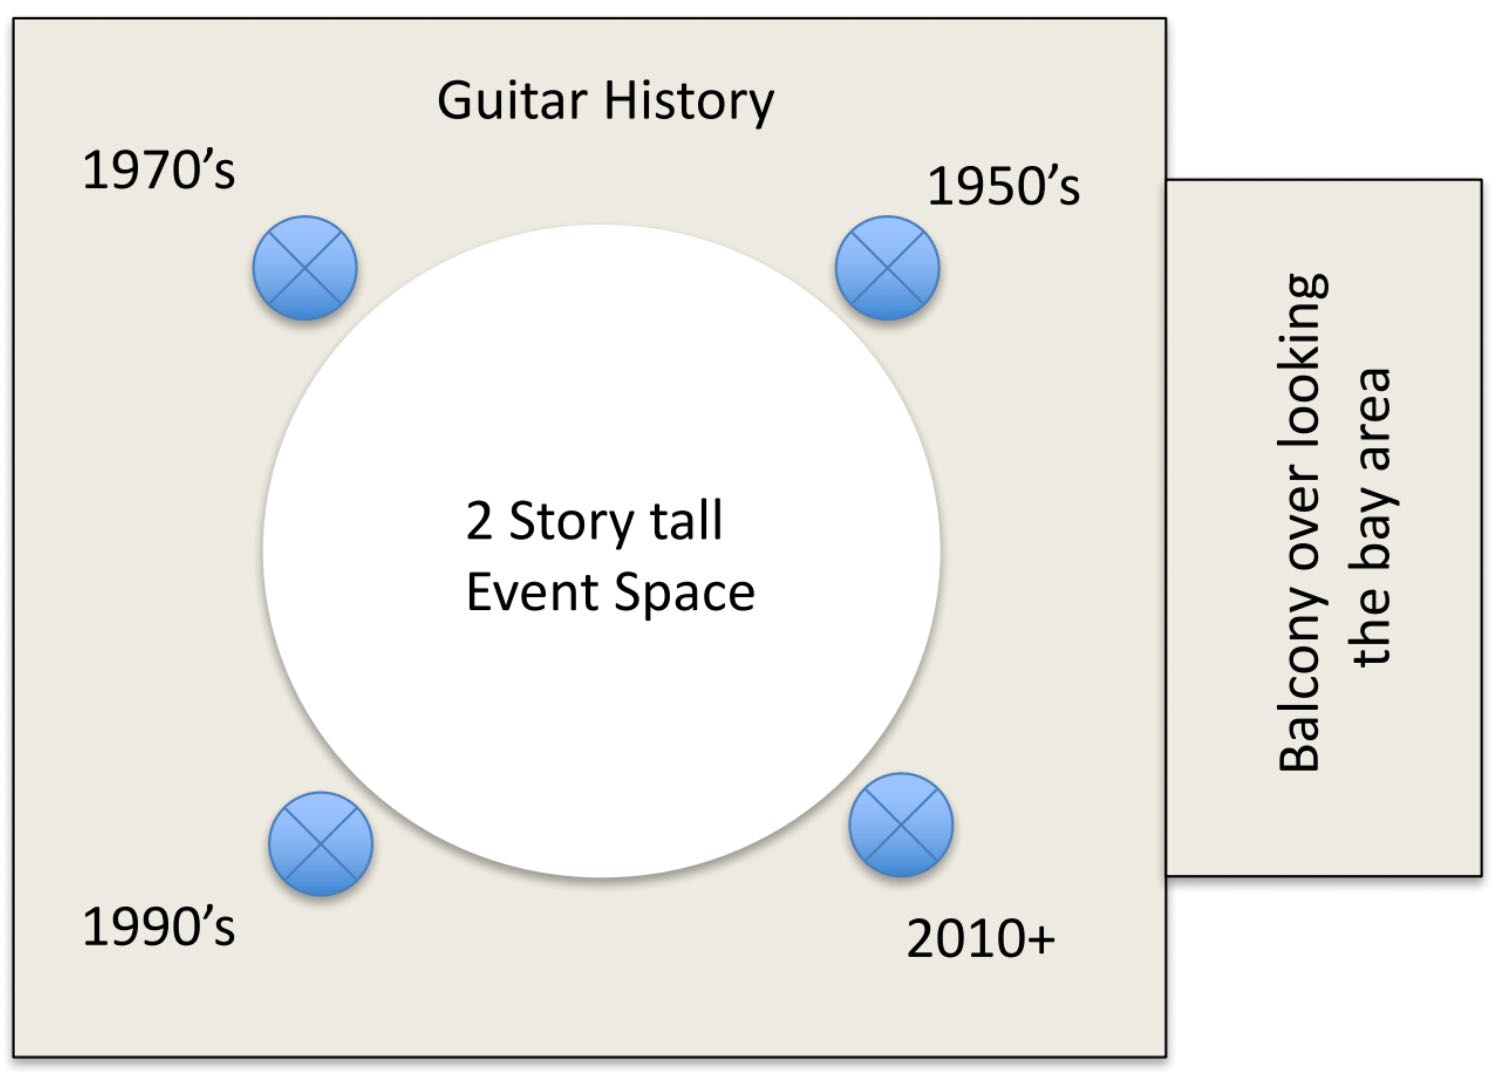 Guitar History
1970’s
1950’s
2 Story tall
Event Space
Balcony over looking
the bay area
1990’s
2010+